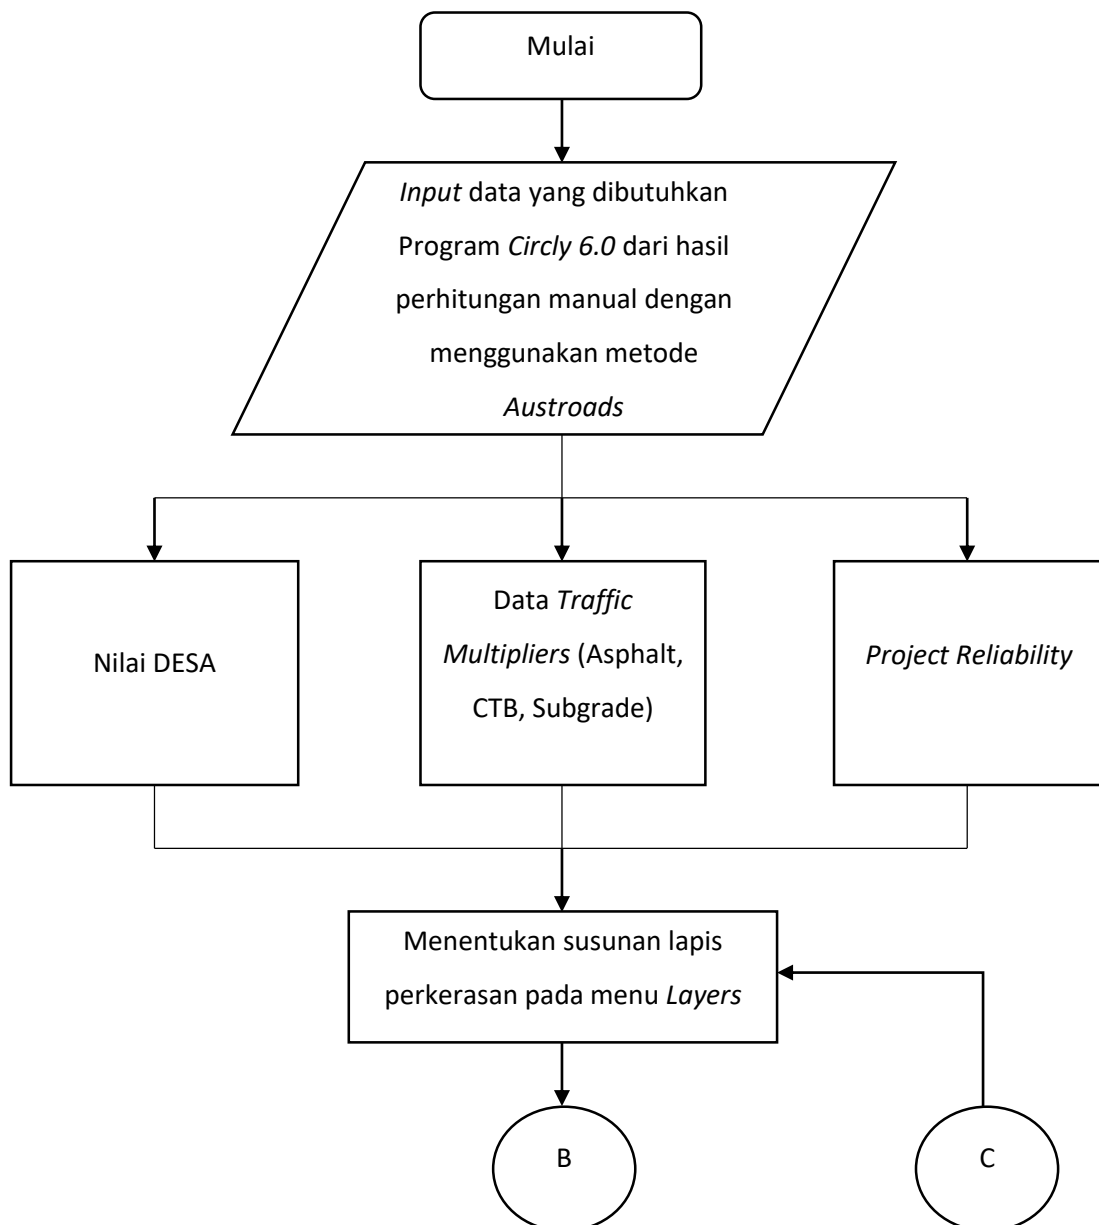 Mulai
Input data yang dibutuhkan
Program Circly 6.0 dari hasil
perhitungan manual dengan
menggunakan metode
Austroads
Nilai DESA
Data Traffic
Multipliers (Asphalt,
CTB, Subgrade)
Project Reliability
Menentukan susunan lapis
perkerasan pada menu Layers
B
C